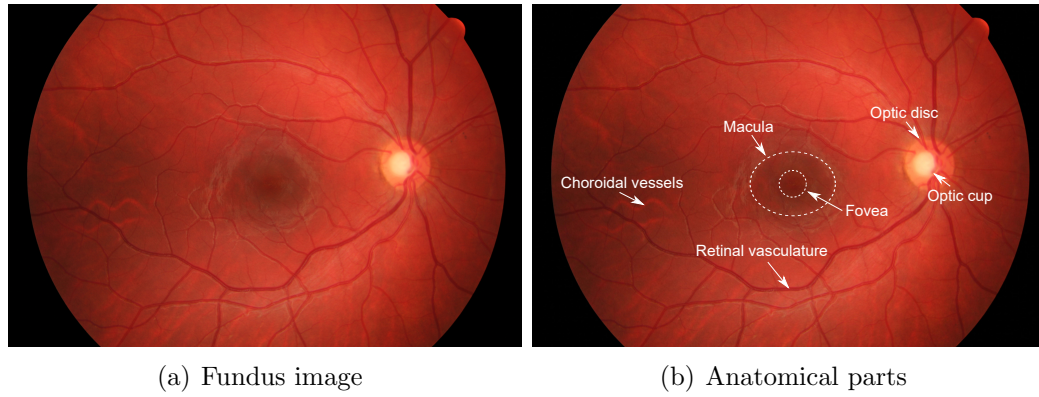 Optic disc
Macula
Choroidal vessels
Optic cup
Fovea
Retinal vasculature
(a) Fundus image
(b) Anatomical parts